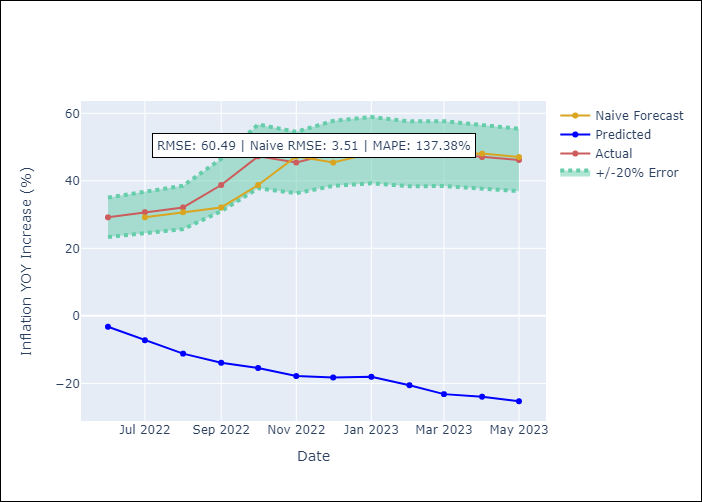 RMSE: 60.49 | Naive RMSE: 3.51 | MAPE: 137.38%
Naive Forecast
Predicted
Actual
+/-20% Error
Inflation YOY Increase (%)
60
40
20
0
−20
Jul 2022
Sep 2022
Nov 2022
Jan 2023
Mar 2023
May 2023
Date